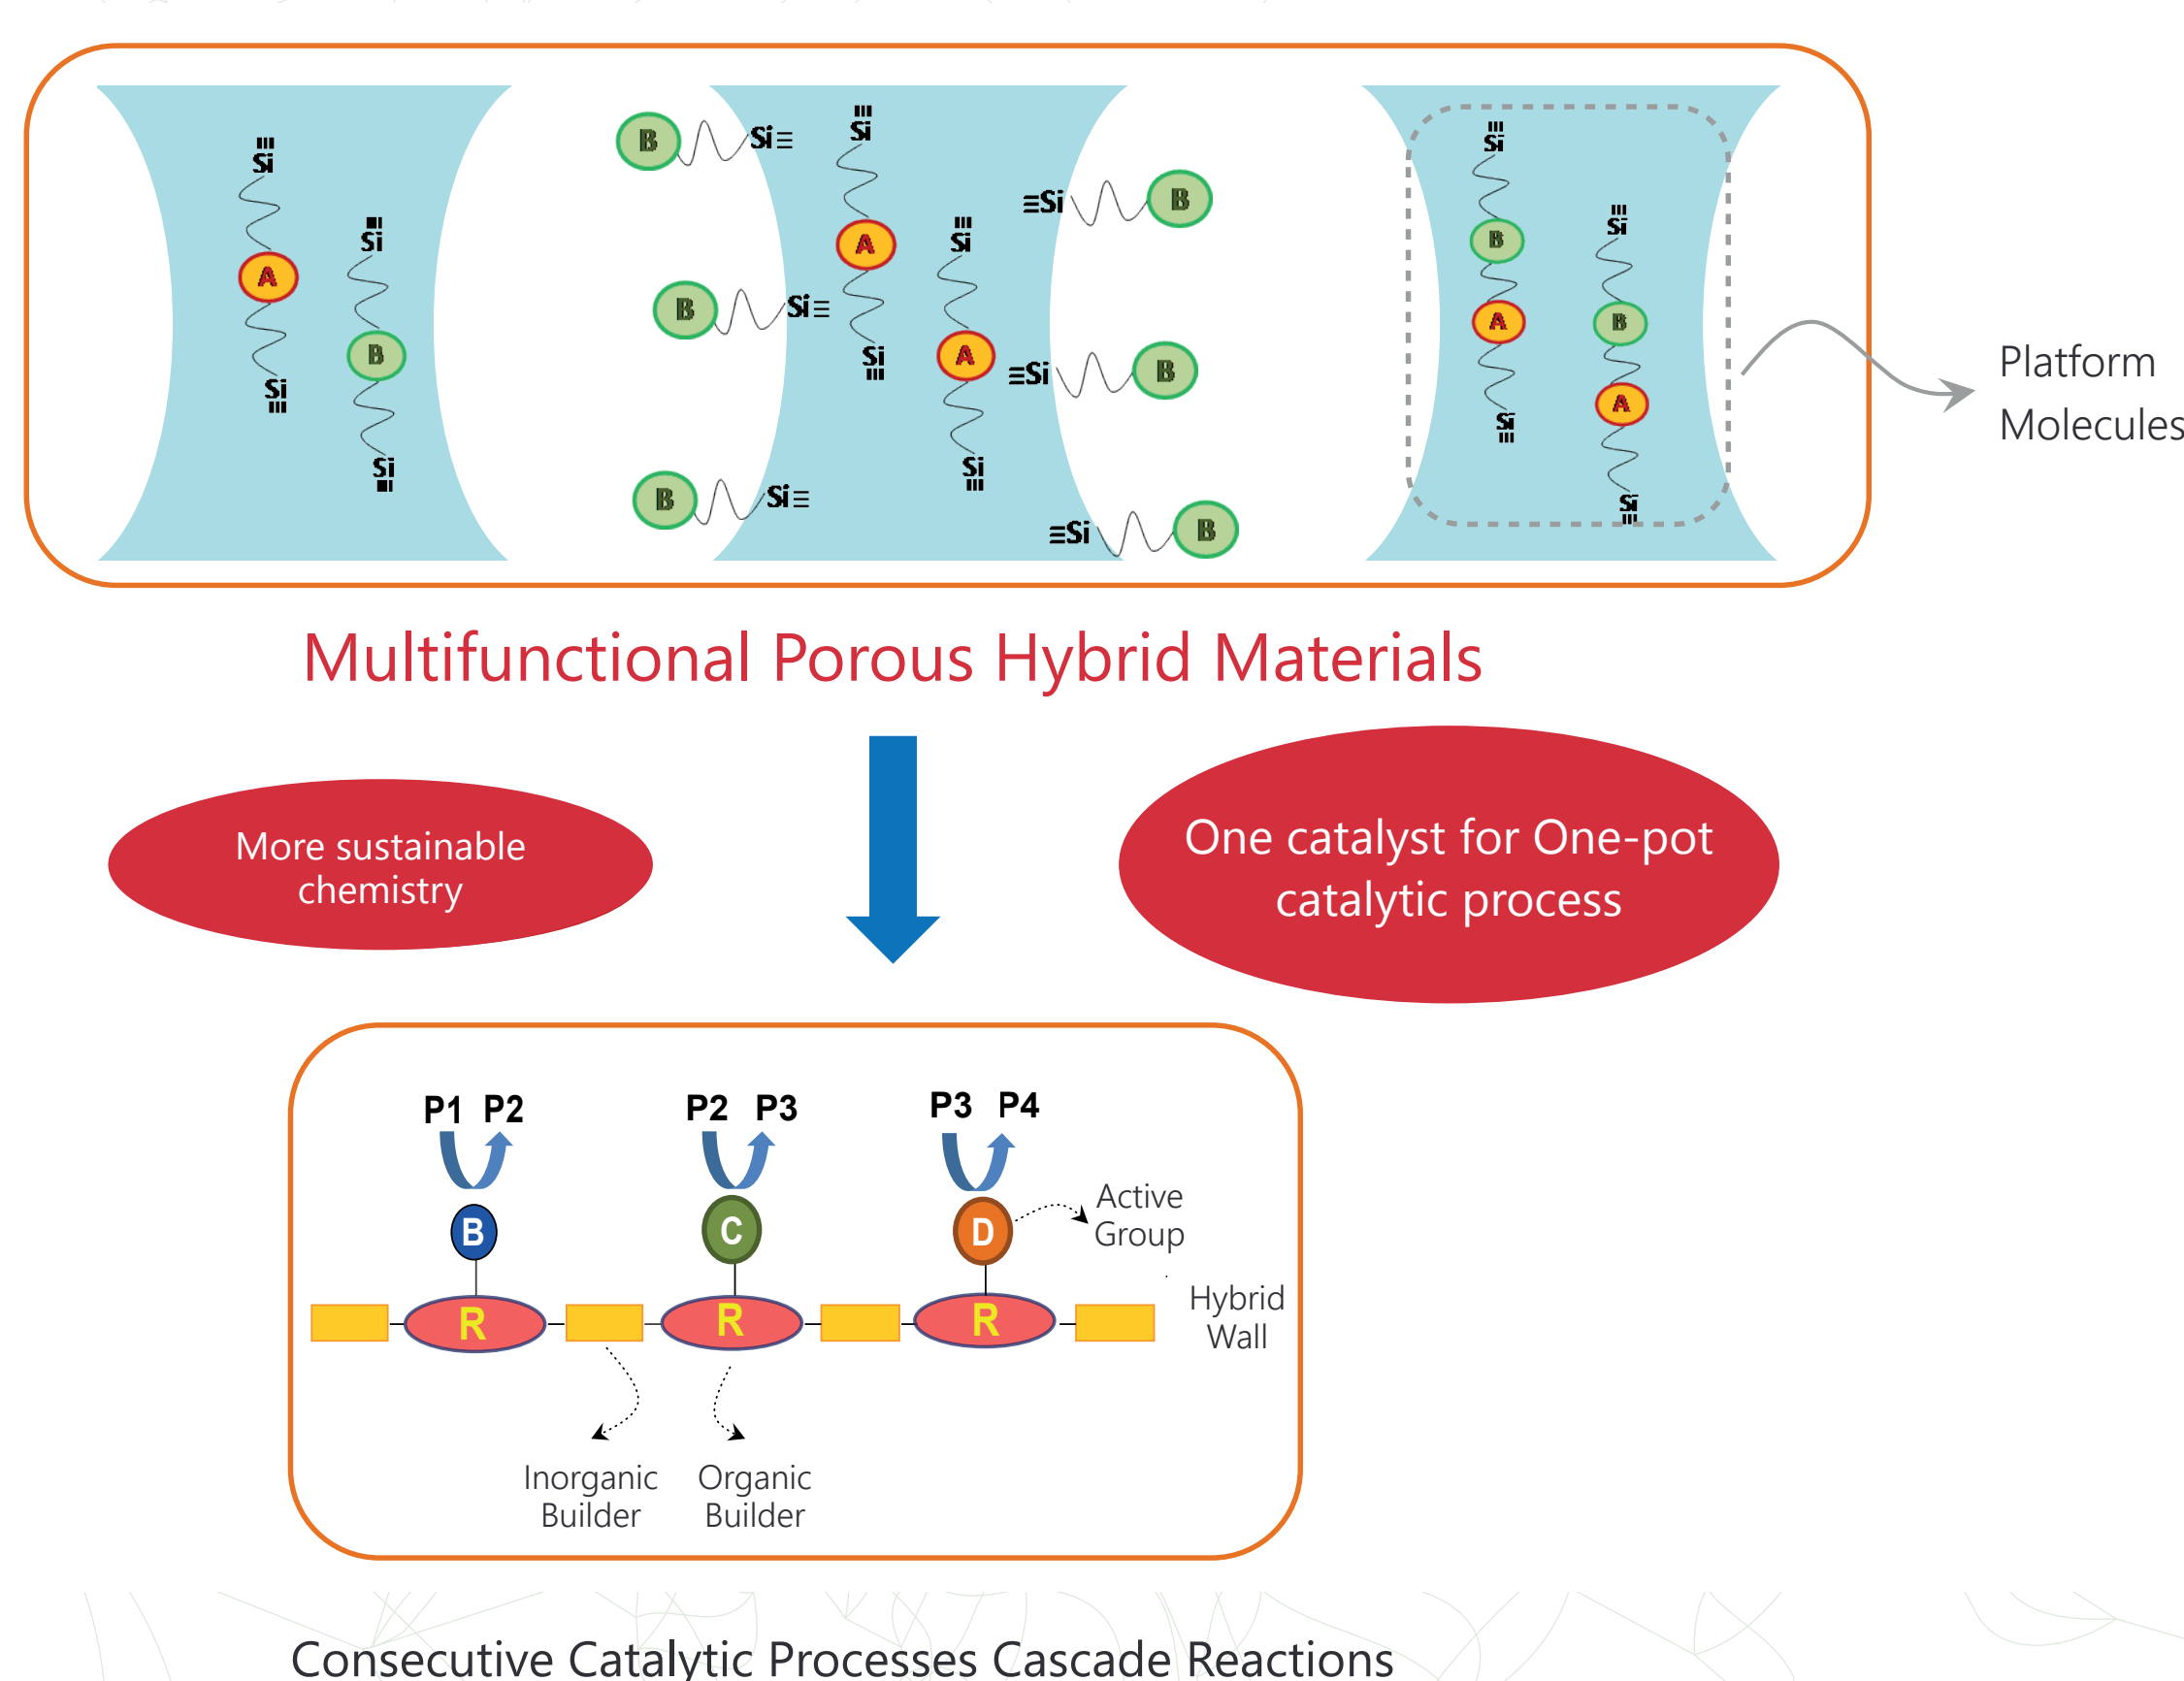 Si
A
Si
Si
B
Si
B Si≡
B Si≡
B Si≡
Si
A
Si
Si
A
Si
≡Si B
≡Si B
≡Si B
Si
B
A
Si
Si
B
A
Si
Platform
Molecules
Multifunctional Porous Hybrid Materials
More sustainable
chemistry
One catalyst for One-pot
catalytic process
P1 P2
P2 P3
P3 P4
B
C
D
Active
Group
R
R
R
Hybrid
Wall
Inorganic
Builder
Organic
Builder
Consecutive Catalytic Processes Cascade Reactions